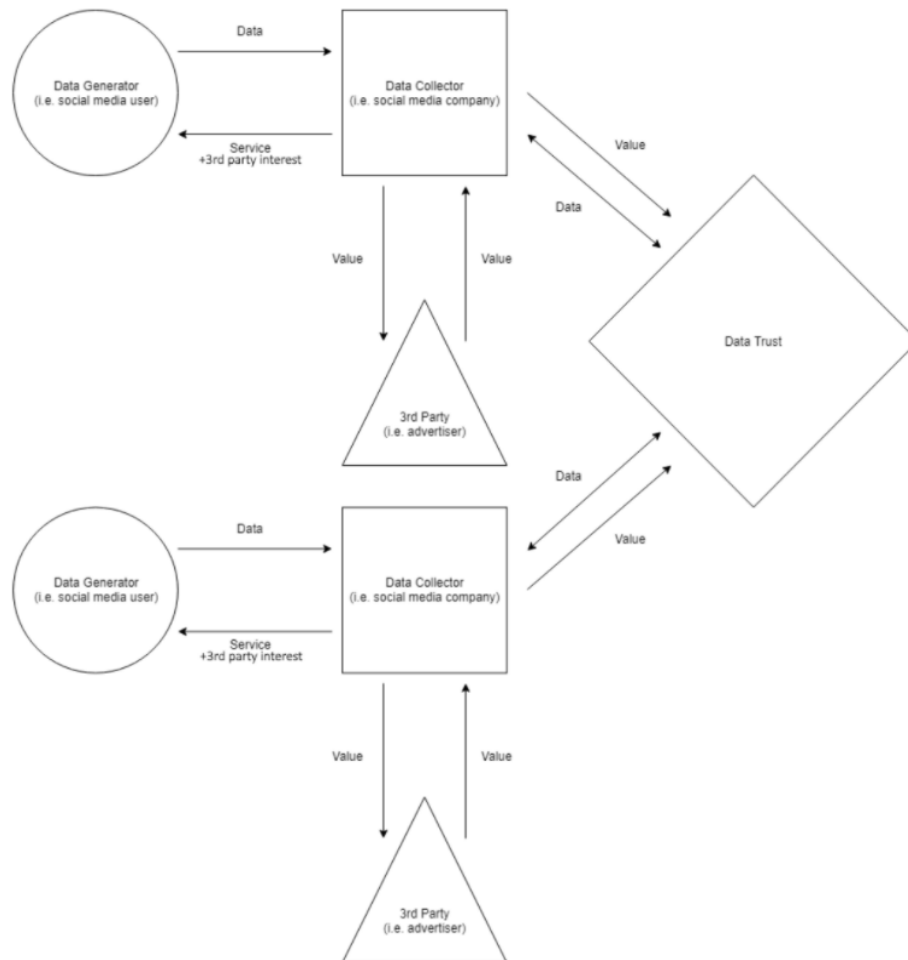 Data
Data Generator
(i.e. social media user)
Data Collector
(i.e. social media company)
Service
+3rd party interest
Value
Data
Value
Value
Data Trust
3rd Party
(i.e. advertiser)
Data
Value
Data
Data Generator
(i.e. social media user)
Data Collector
(i.e. social media company)
Service
+3rd party interest
Value
Value
3rd Party
(i.e. advertiser)